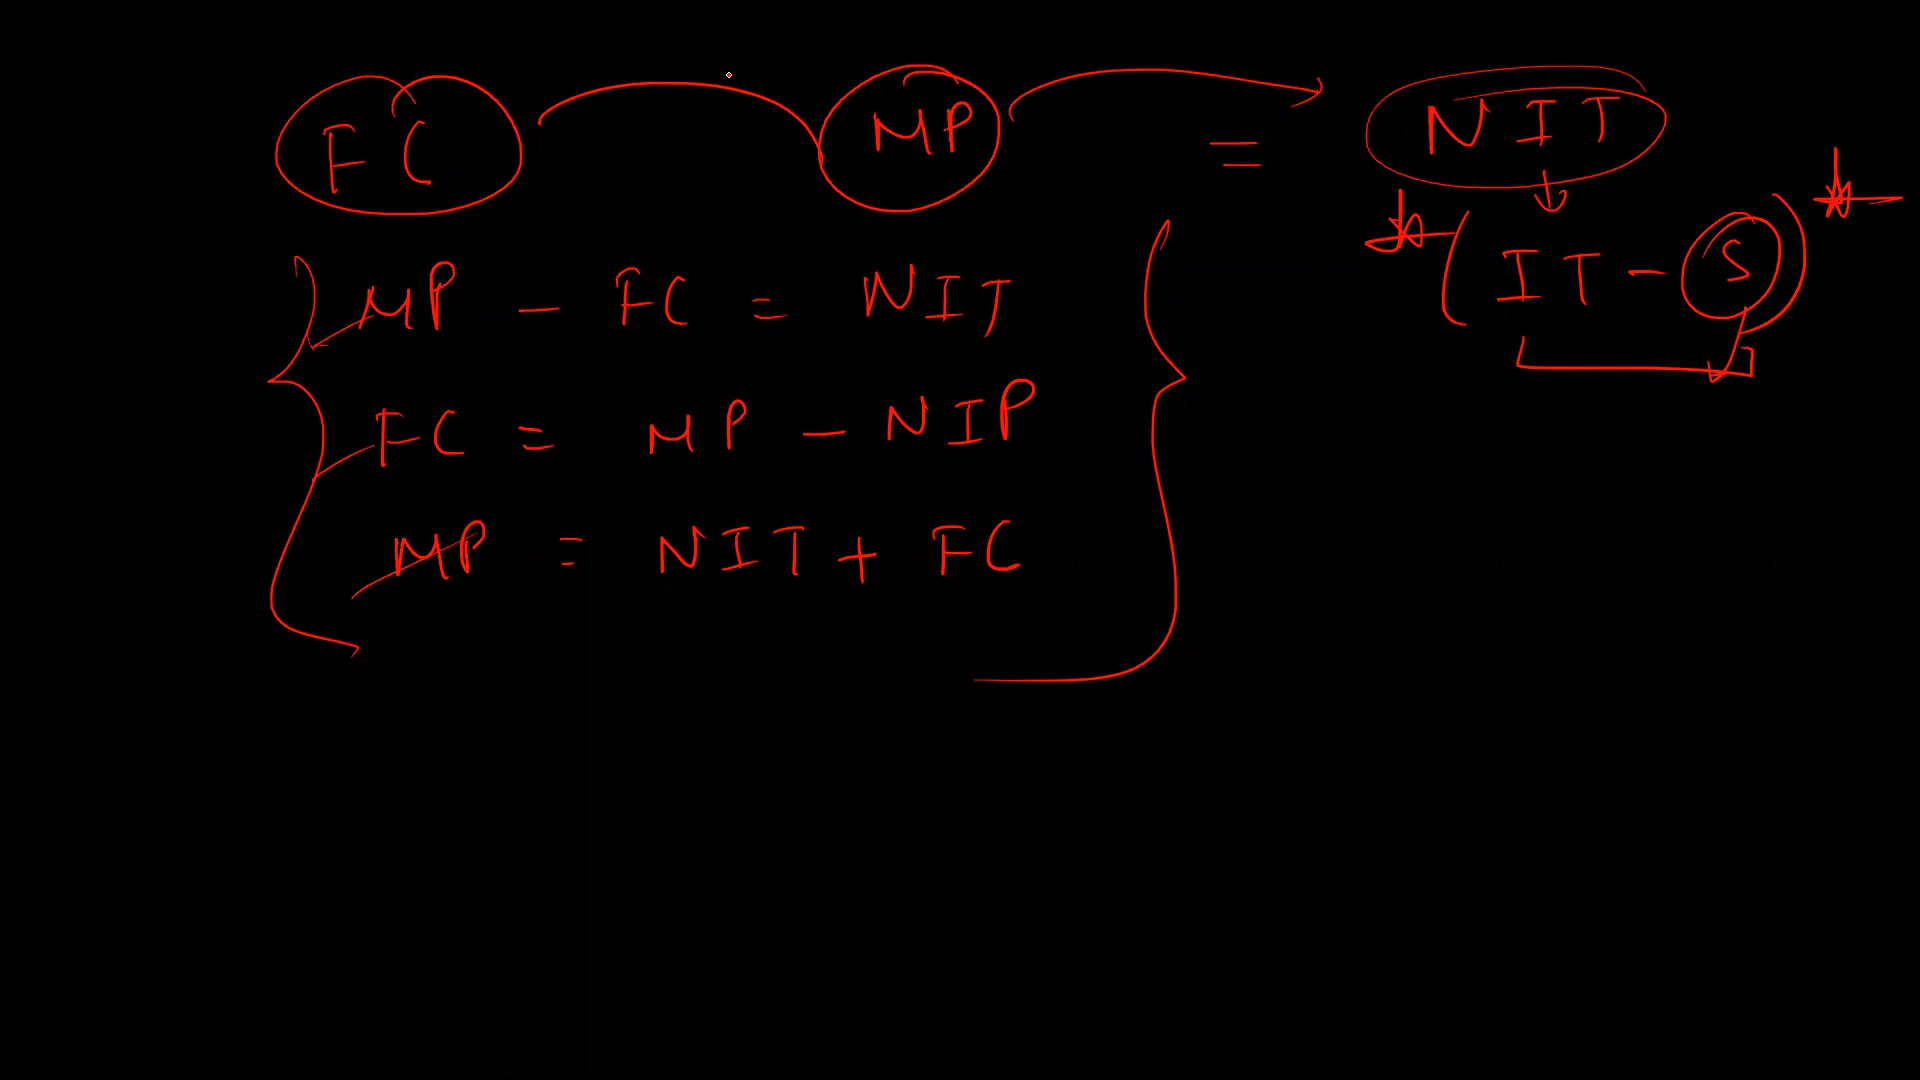 FC MP = NIT
(IT - S)
MP - FC = NIT
FC = MP - NIP
MP = NIT + FC